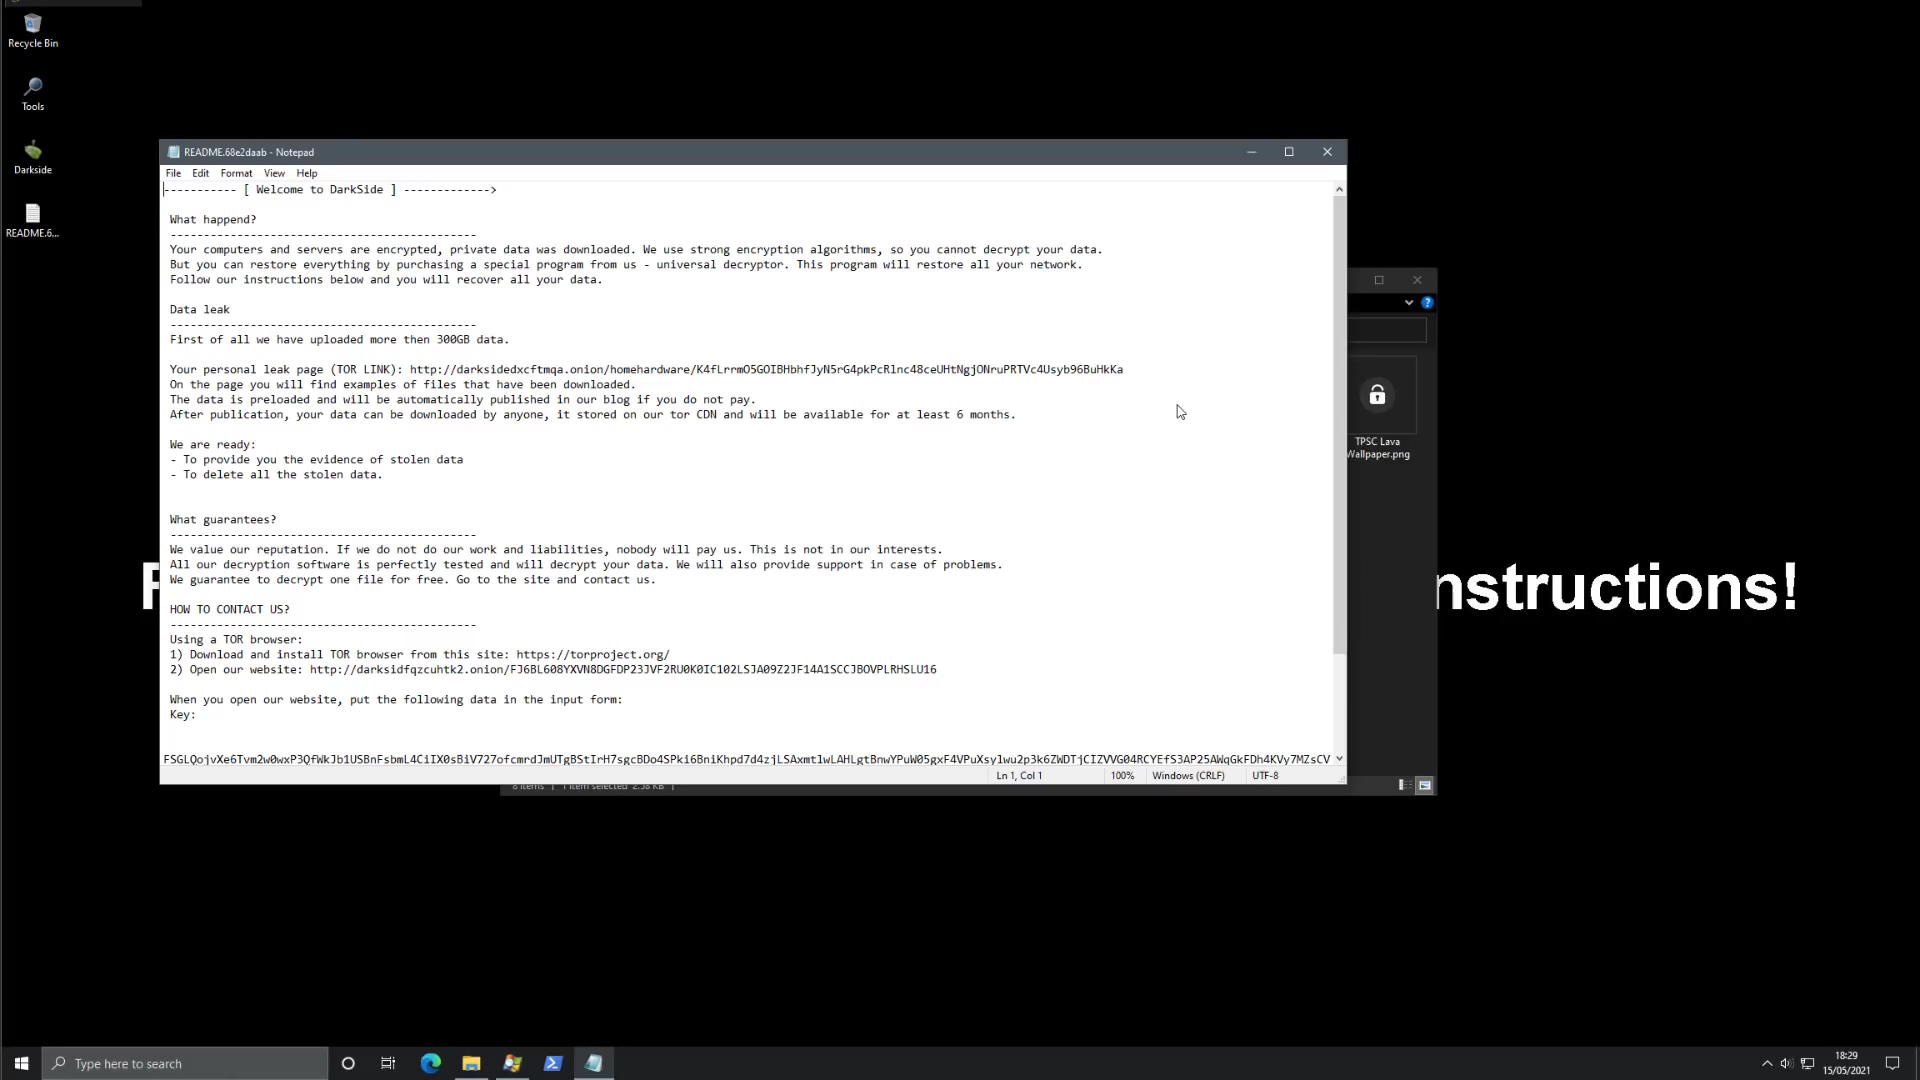 Recycle Bin
Tools
Darkside
README.6...
README.68e2daab - Notepad
File Edit Format View Help
----------- [ Welcome to DarkSide ] ------------->
What happend?
----------------------------------------------
Your computers and servers are encrypted, private data was downloaded. We use strong encryption algorithms, so you cannot decrypt your data.
But you can restore everything by purchasing a special program from us - universal decryptor. This program will restore all your network.
Follow our instructions below and you will recover all your data.
Data leak
----------------------------------------------
First of all we have uploaded more then 300GB data.
Your personal leak page (TOR LINK): http://darksidedxcftmqa.onion/homehardware/K4fLrrmO5GOIBHbhfJyN5rG4pkPcRlnc48ceUHtNgjONruPRTVc4Usyb96BuHkKa
On the page you will find examples of files that have been downloaded.
The data is preloaded and will be automatically published in our blog if you do not pay.
After publication, your data can be downloaded by anyone, it stored on our tor CDN and will be available for at least 6 months.
We are ready:
- To provide you the evidence of stolen data
- To delete all the stolen data.
What guarantees?
----------------------------------------------
We value our reputation. If we do not do our work and liabilities, nobody will pay us. This is not in our interests.
All our decryption software is perfectly tested and will decrypt your data. We will also provide support in case of problems.
We guarantee to decrypt one file for free. Go to the site and contact us.
HOW TO CONTACT US?
----------------------------------------------
Using a TOR browser:
1) Download and install TOR browser from this site: https://torproject.org/
2) Open our website: http://darksidfqzcuhtk2.onion/FJ6BL608YXVN8DGFDP23JVF2RU0K0IC102LSJA09Z2JF14A1SCCJBOVPLRHSLU16
When you open our website, put the following data in the input form:
Key:
Ln 1, Col 1 100% Windows (CRLF) UTF-8
TPSC Lava
Wallpaper.png
nstructions!
8 items 1 item selected 2.58 KB
Type here to search
18:29
15/05/2021